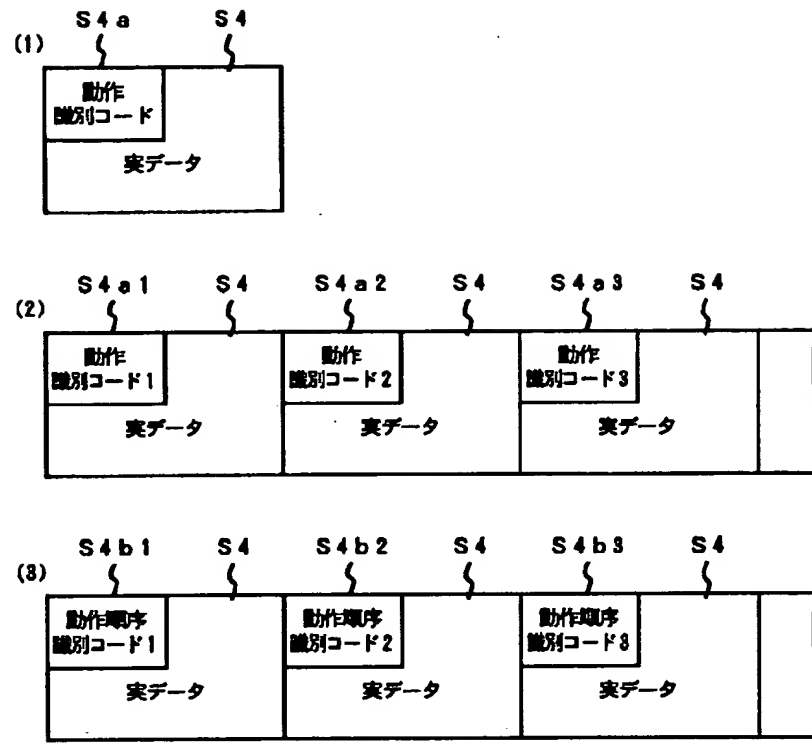 S4a S4
(1)
動作
識別コード
実データ
S4a1 S4 S4a2 S4 S4a3 S4
(2)
動作 動作 動作
識別コード1 識別コード2 識別コード3
実データ 実データ 実データ
S4b1 S4 S4b2 S4 S4b3 S4
(3)
動作順序 動作順序 動作順序
識別コード1 識別コード2 識別コード3
実データ 実データ 実データ